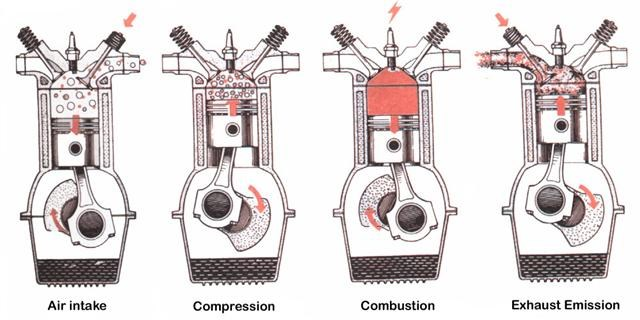 Air intake
Compression
Combustion
Exhaust Emission